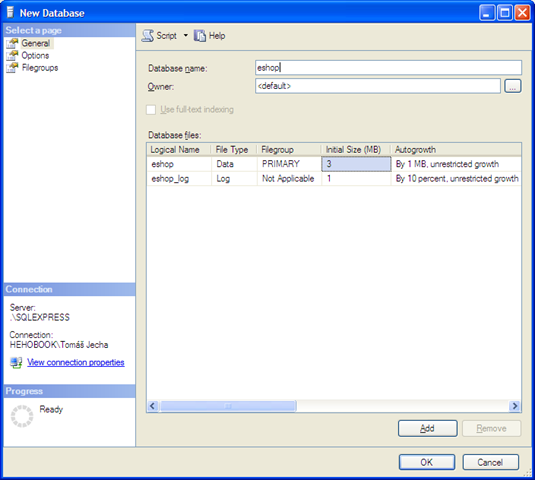 New Database
Select a page
General
Options
Filegroups
Script Help
Database name: eshop
Owner: <default> ...
Use full-text indexing
Database files:
Logical Name File Type Filegroup Initial Size (MB) Autogrowth
eshop Data PRIMARY 3 By 1 MB, unrestricted growth
eshop_log Log Not Applicable 1 By 10 percent, unrestricted growth
Connection
Server:
.\SQLEXPRESS
Connection:
HEHOBOOK\Tomáš Jecha
View connection properties
Progress
Ready
Add Remove
OK Cancel